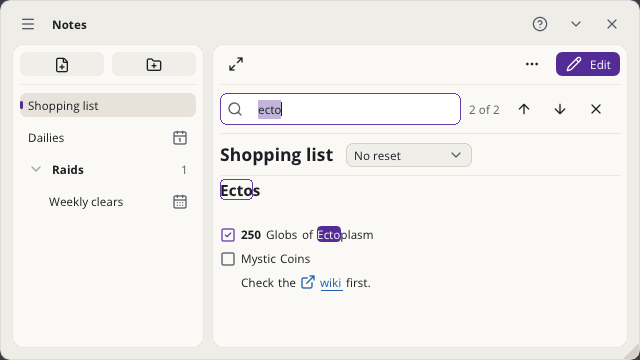 Notes
Edit
Shopping list
ecto
2 of 2
Dailies
Raids 1
Weekly clears
Shopping list No reset
Ectos
250 Globs of Ectoplasm
Mystic Coins
Check the wiki first.